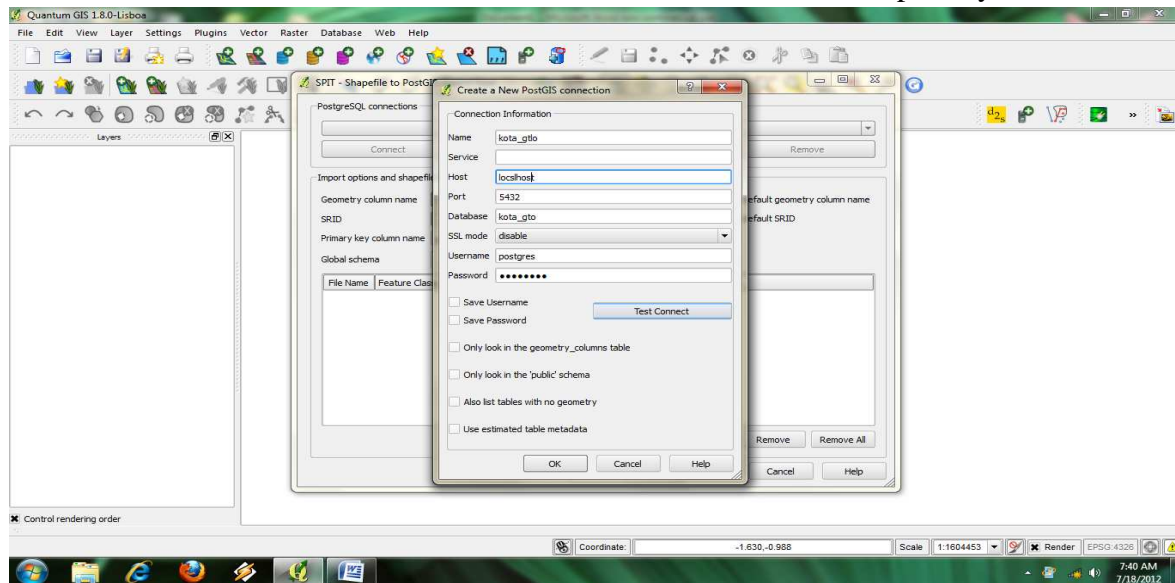 Quantum GIS 1.8.0-Lisboa
File Edit View Layer Settings Plugins Vector Raster Database Web Help
SPIT - Shapefile to PostGI
Create a New PostGIS connection
PostgreSQL connections
Connect
Remove
Import options and shapefil
Geometry column name
efault geometry column name
SRID
efault SRID
Primary key column name
Global schema
File Name Feature Clas
Remove Remove All
Cancel Help
Connection Information
Name kota_gtlo
Service
Host locslhost
Port 5432
Database kota_gto
SSL mode disable
Username postgres
Password ••••••••
Save Username
Test Connect
Save Password
Only look in the geometry_columns table
Only look in the 'public' schema
Also list tables with no geometry
Use estimated table metadata
OK Cancel Help
Layers
Control rendering order
Coordinate: -1.630,-0.988 Scale 1:1604453 Render EPSG:4326
7:40 AM
7/18/2012